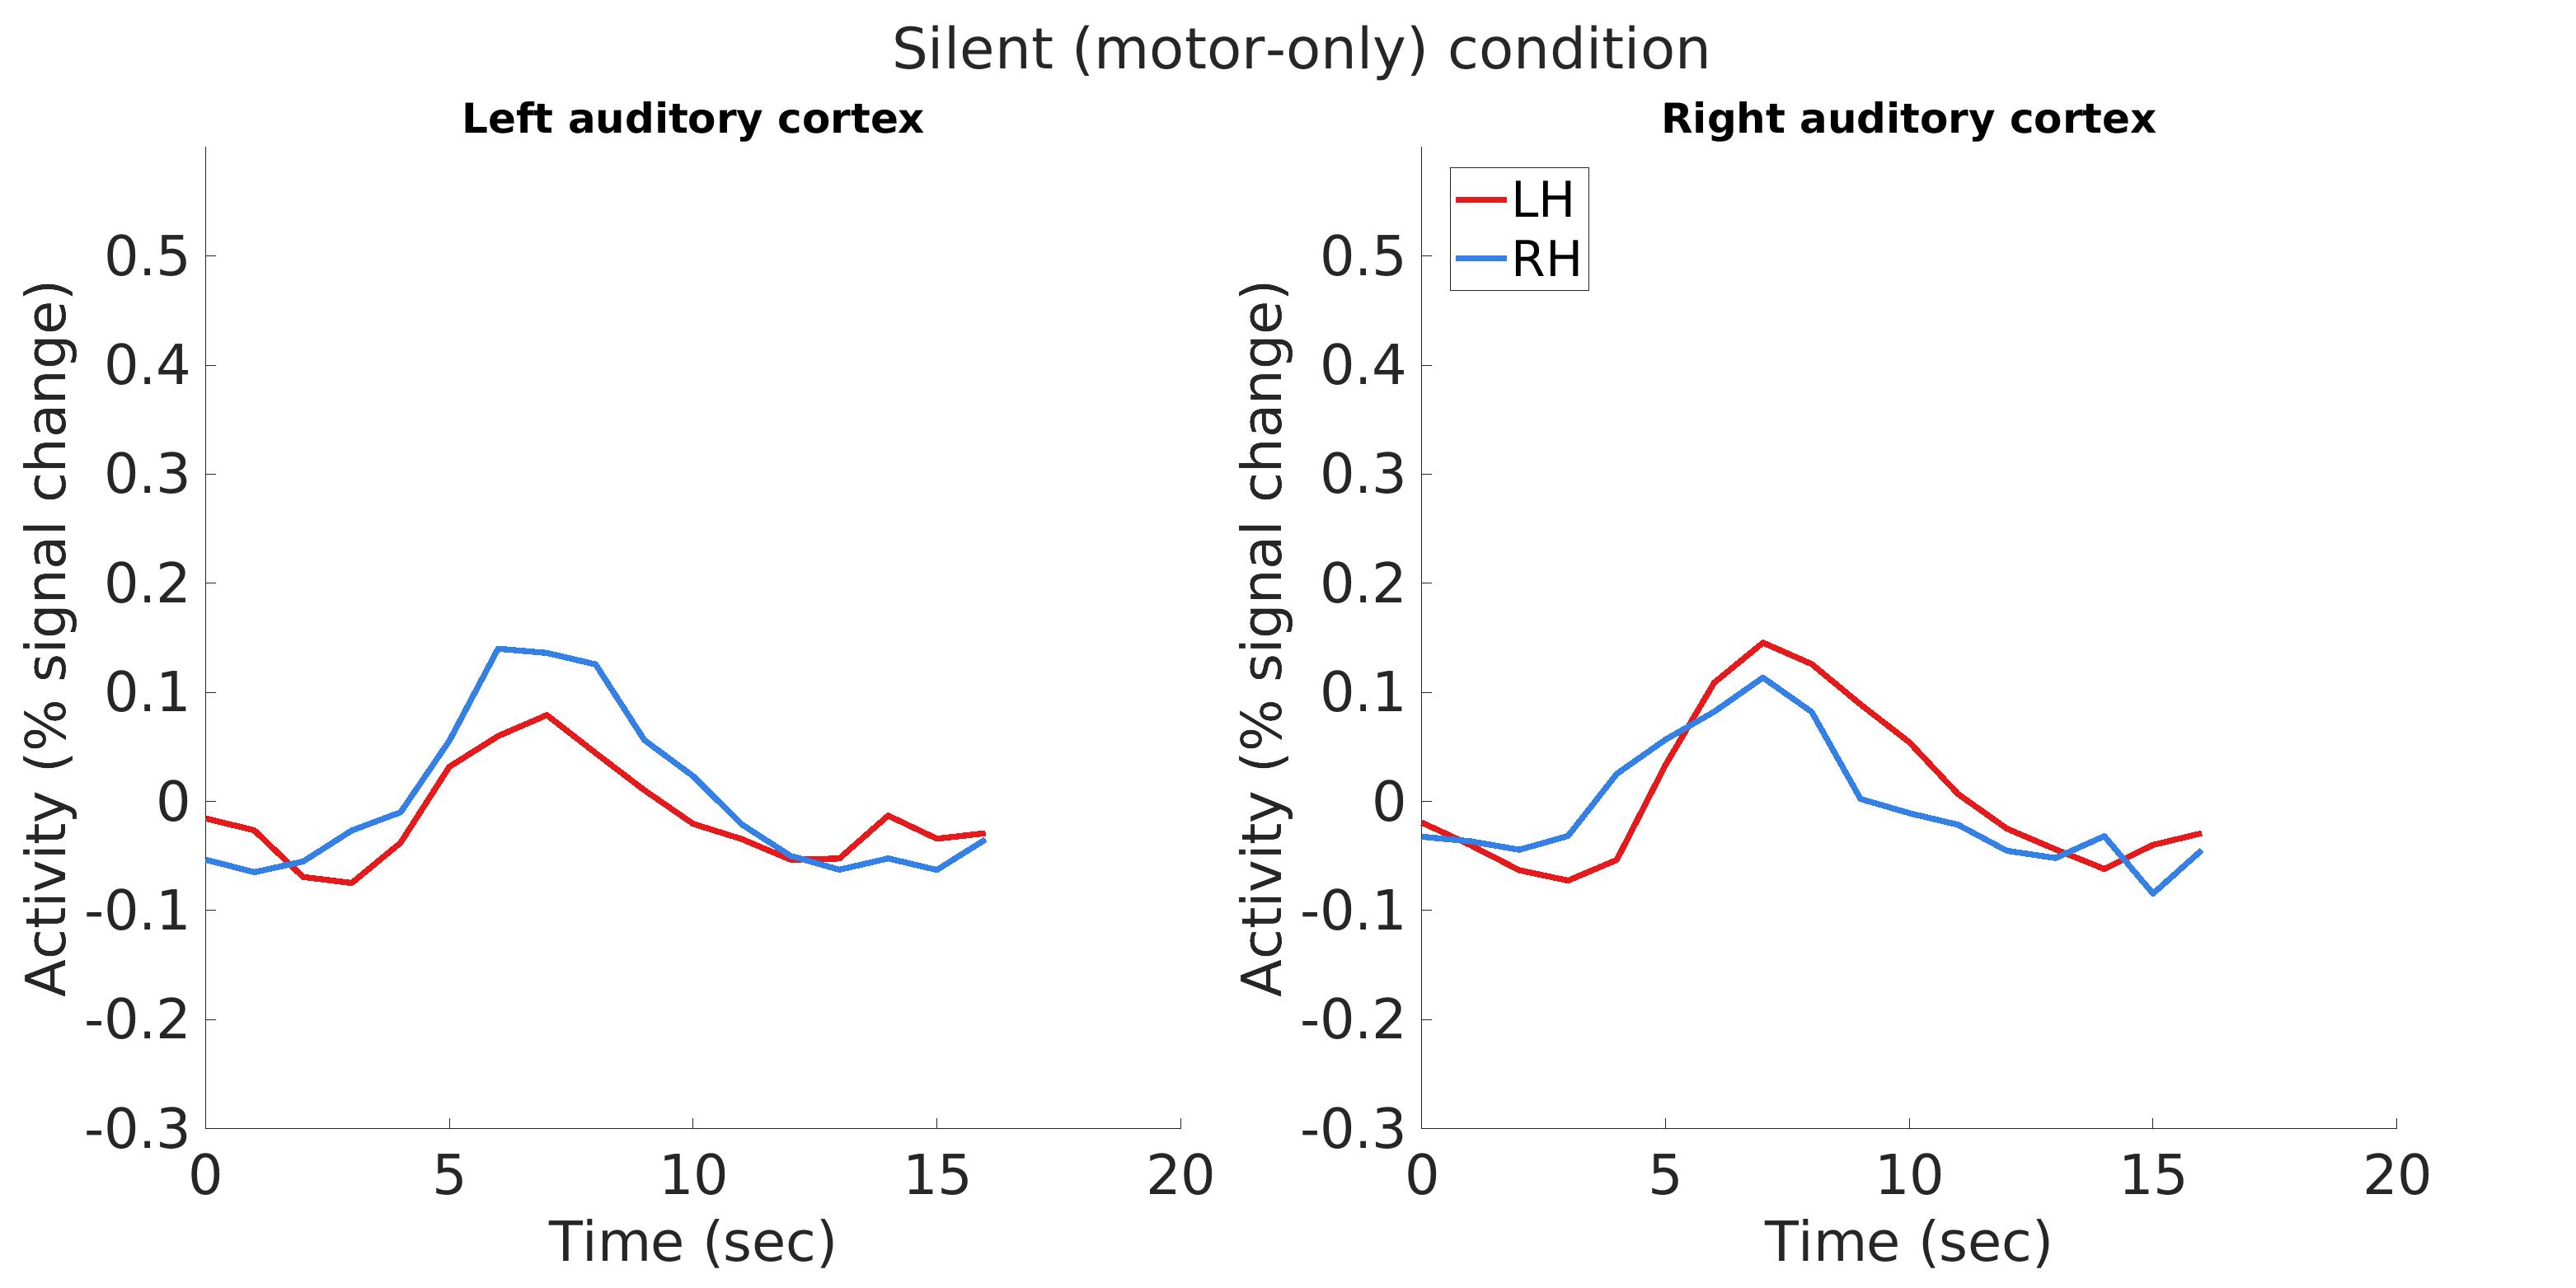 Silent (motor-only) condition
Left auditory cortex
Activity (% signal change)
0.5
0.4
0.3
0.2
0.1
0
-0.1
-0.2
-0.3
0 5 10 15 20
Time (sec)
Right auditory cortex
LH
RH
Activity (% signal change)
0.5
0.4
0.3
0.2
0.1
0
-0.1
-0.2
-0.3
0 5 10 15 20
Time (sec)